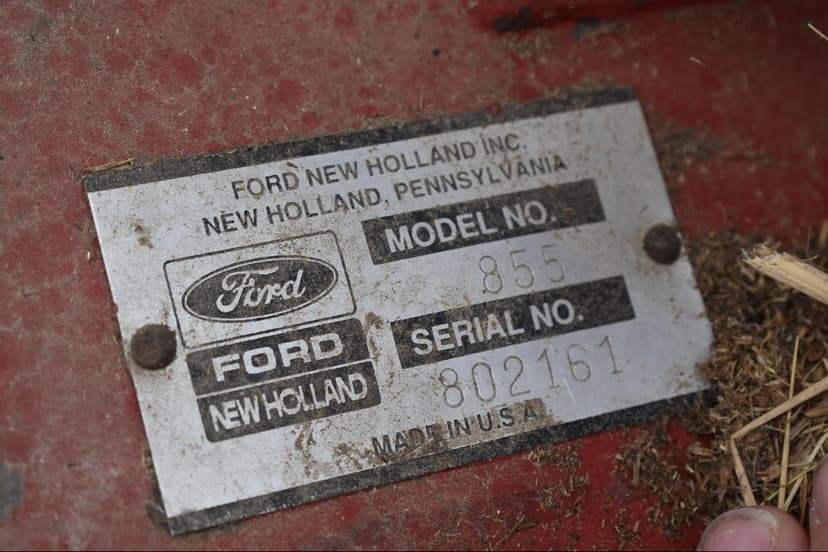 FORD NEW HOLLAND INC.
NEW HOLLAND, PENNSYLVANIA
MODEL NO.
855
SERIAL NO.
802161
Ford
FORD
NEW HOLLAND
MADE IN U.S.A.